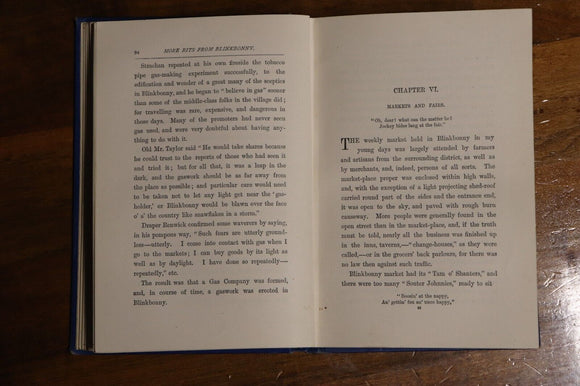 94 MORE BITS FROM BLINKBONNY.
Strachan repeated at his own fireside the tobacco
pipe gas-making experiment successfully, to the
edification and wonder of a great many of the sceptics
in Blinkbonny, and he began to "believe in gas" sooner
than some of the middle-class folks in the village did;
for travelling was rare, expensive, and dangerous in
these days. Many of the promoters had never seen
gas used, and were very doubtful about having any-
thing to do with it.
Old Mr. Taylor said "He would take shares because
he could trust to the reports of those who had seen it
and tried it; but for all that, it was a leap in the
dark, and the gaswork should be as far away from
the place as possible; and particular care would need
to be taken not to let any light get near the 'gas-
holder,' or Blinkbonny would be blawn over the face
o' a' the country like snawflakes in a storm."
Draper Renwick confirmed some waverers by saying,
in his pompous way, "Such fears are utterly ground-
less—utterly. I come into contact with gas when I
go to the markets; I can buy goods by its light as
well as by daylight. I have done so repeatedly—
repeatedly," etc.
The result was that a Gas Company was formed,
and, in course of time, a gaswork was erected in
Blinkbonny.
CHAPTER VI.
MARKETS AND FAIRS.
"Oh, dear! what can the matter be?
Jockey bides lang at the fair."
THE weekly market held in Blinkbonny in my
young days was largely attended by farmers
and artisans from the surrounding district, as well as
by merchants, and, indeed, persons of all sorts. The
market-place proper was enclosed within high walls,
and, with the exception of a light projecting shed-roof
carried round part of the sides and the entrance end,
it was open to the sky, and paved with rough burn
causeway. More people were generally found in the
open street than in the market-place, and, if the truth
must be told, nearly all the business was finished up
in the inns, taverns,—"change-houses," as they were
called,—or in the grocers' back parlours, for there was
no law then against such traffic.
Blinkbonny market had its "Tam o' Shanters," and
there were too many "Souter Johnnies," ready to sit
"Boosin' at the nappy,
An' gettin' fou an' unco happy."